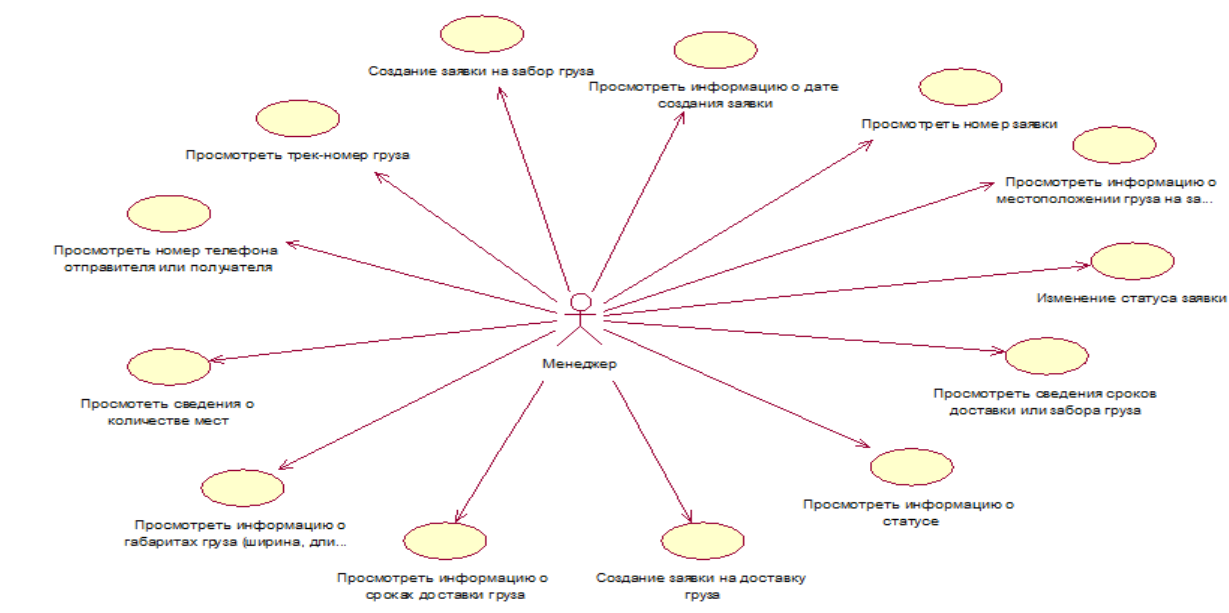 Создание заявки на забор груза
Просмотреть информацию о дате
создания заявки
Просмотреть номер заявки
Просмотреть трек-номер груза
Просмотреть информацию о
местоположении груза на за...
Просмотреть номер телефона
отправителя или получателя
Изменение статуса заявки
Менеджер
Просмотеть сведения о
количестве мест
Просмотреть сведения сроков
доставки или забора груза
Просмотреть информацию о
статусе
Просмотреть информацию о
габаритах груза (ширина, дли...
Просмотреть информацию о
сроках доставки груза
Создание заявки на доставку
груза